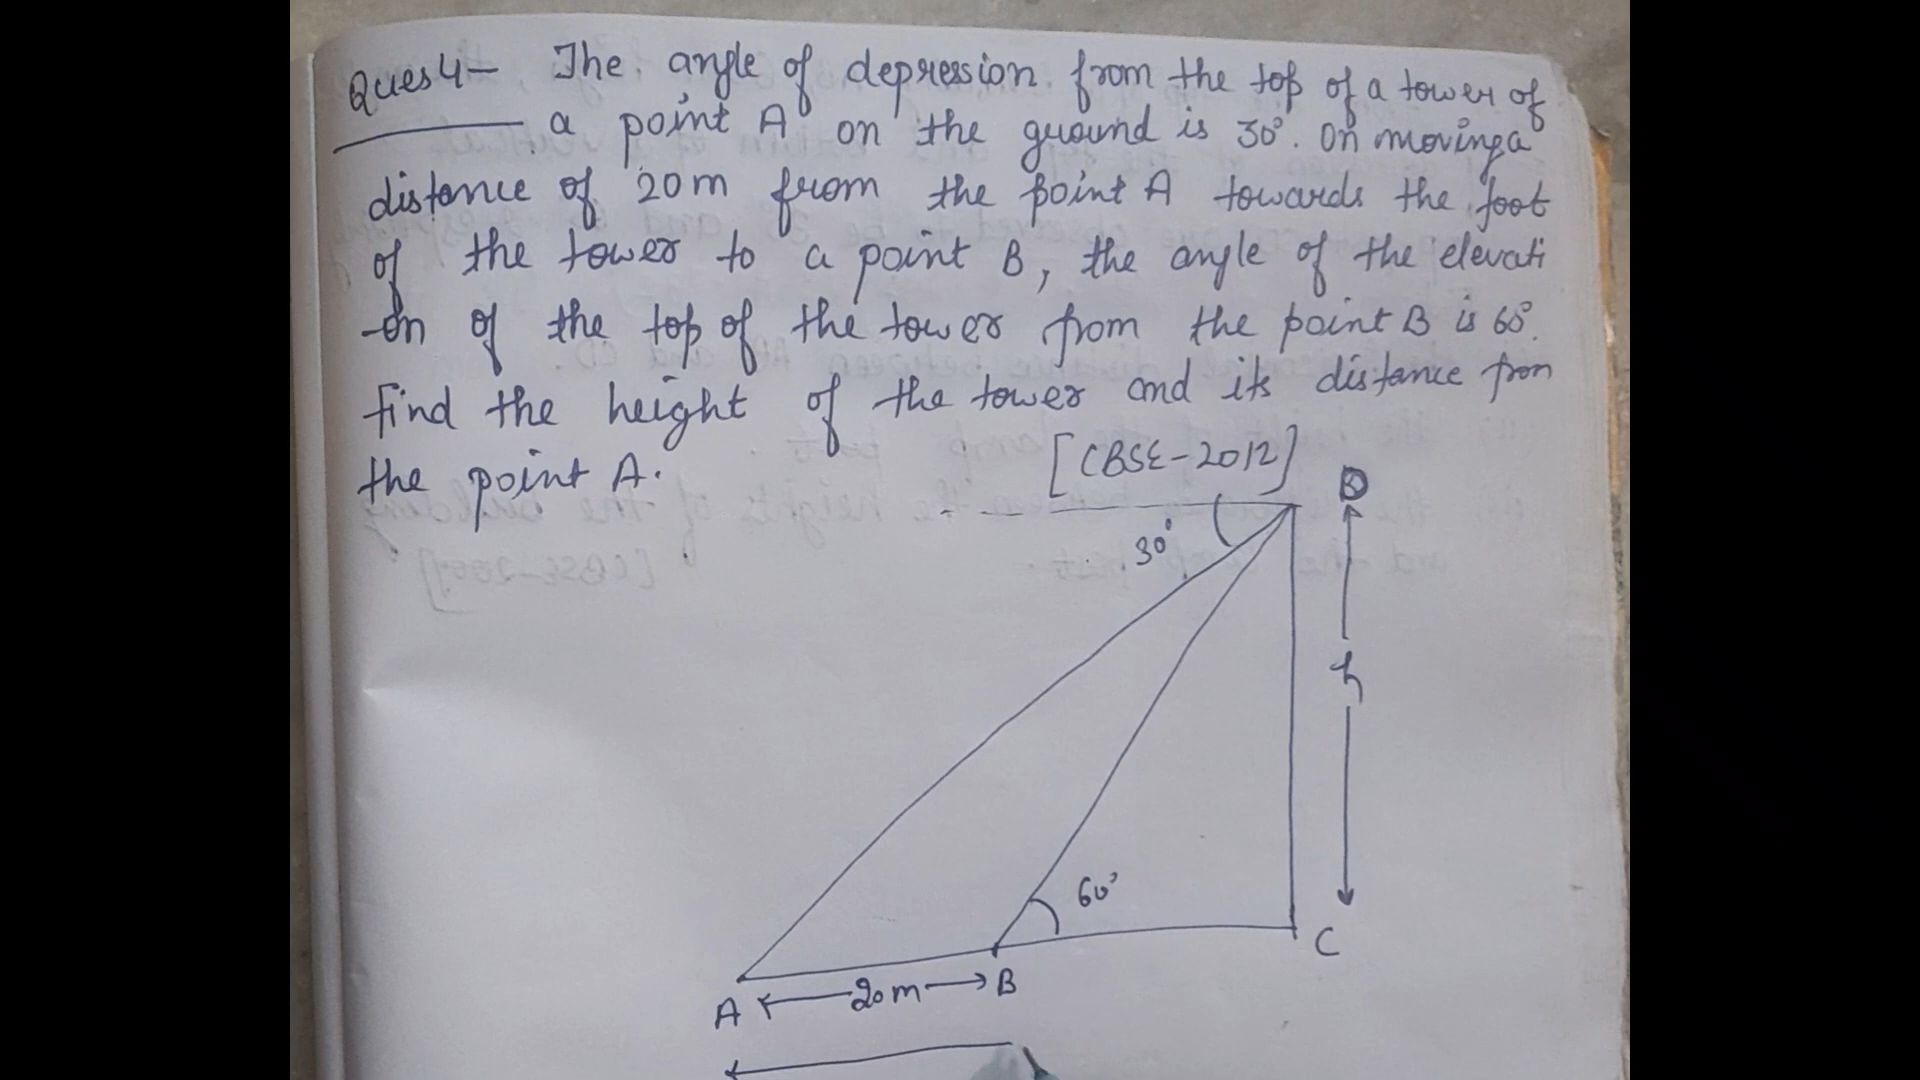 Ques 4- The angle of depression from the top of a tower of
a point A on the ground is 30°. On moving a
distance of 20m from the point A towards the foot
of the tower to a point B, the angle of the elevati
-on of the top of the tower from the point B is 60°.
find the height of the tower and its distance from
the point A.
[CBSE-2012]
D
30°
h
60°
C
A
20m
B